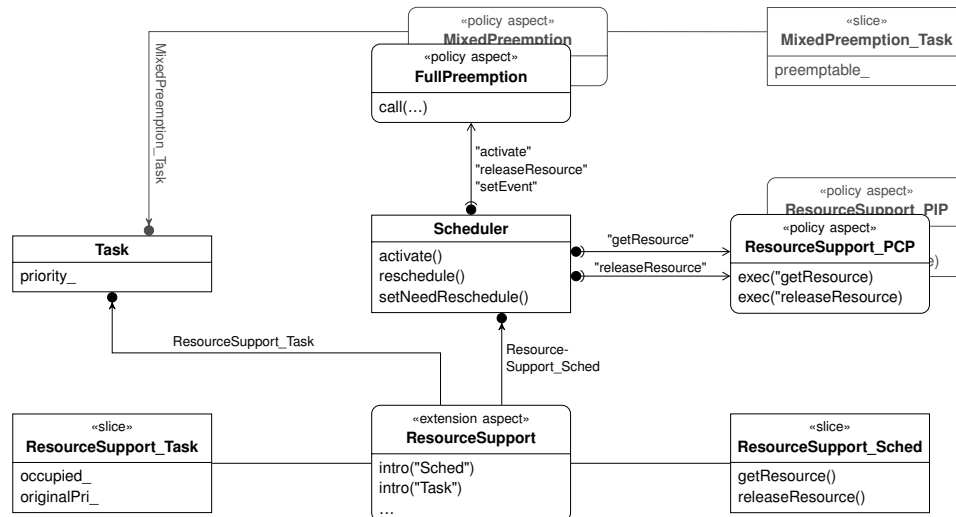 «policy aspect»
MixedPreemption
«slice»
MixedPreemption_Task
preemptable_
«policy aspect»
FullPreemption
call(…)
MixedPreemption_Task
"activate"
"releaseResource"
"setEvent"
«policy aspect»
ResourceSupport_PIP
Task
priority_
Scheduler
activate()
reschedule()
setNeedReschedule()
"getResource"
"releaseResource"
«policy aspect»
ResourceSupport_PCP
exec("getResource)
exec("releaseResource)
e)
ResourceSupport_Task
Resource-
Support_Sched
«slice»
ResourceSupport_Task
occupied_
originalPri_
«extension aspect»
ResourceSupport
intro("Sched")
intro("Task")
…
«slice»
ResourceSupport_Sched
getResource()
releaseResource()